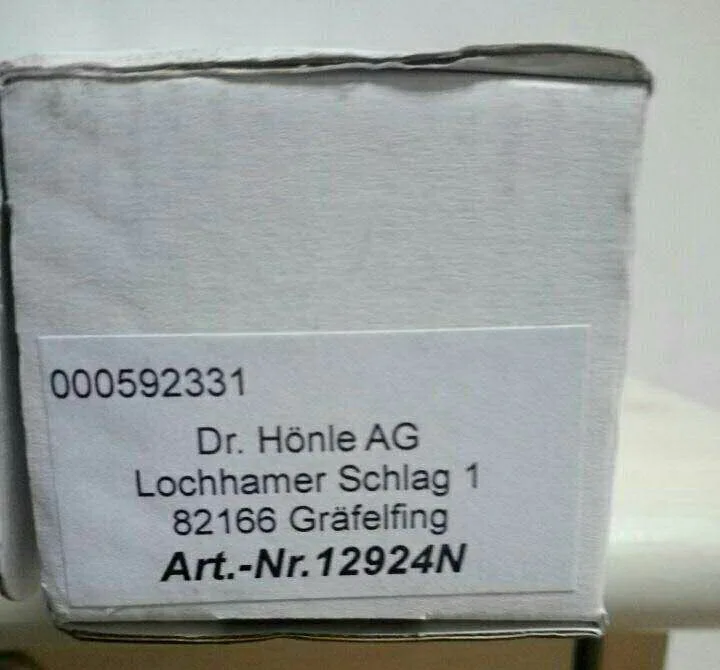 000592331
Dr. Hönle AG
Lochhamer Schlag 1
82166 Gräfelfing
Art.-Nr.12924N